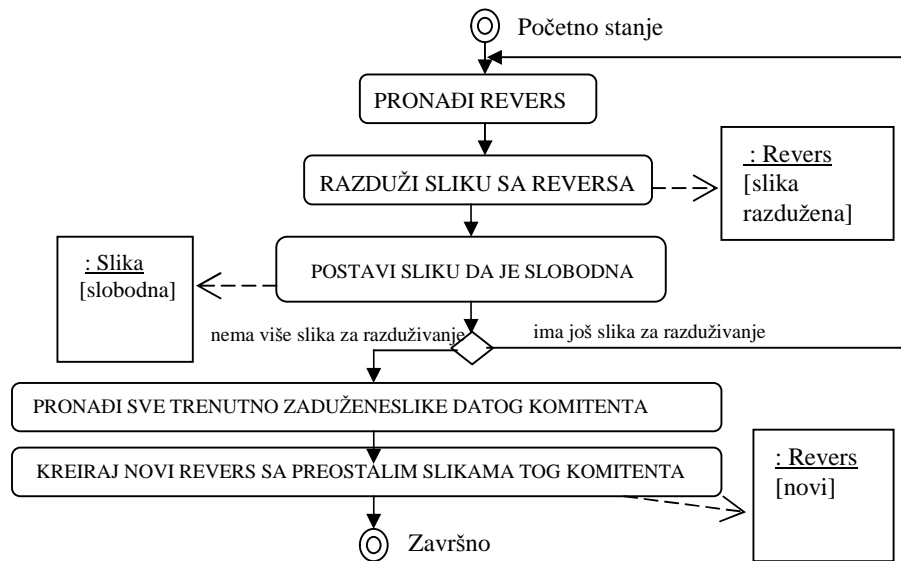 Početno stanje
PRONAĐI REVERS
RAZDUŽI SLIKU SA REVERSA
: Revers
[slika
razdužena]
POSTAVI SLIKU DA JE SLOBODNA
: Slika
[slobodna]
nema više slika za razduživanje
ima još slika za razduživanje
PRONAĐI SVE TRENUTNO ZADUŽENESLIKE DATOG KOMITENTA
KREIRAJ NOVI REVERS SA PREOSTALIM SLIKAMA TOG KOMITENTA
: Revers
[novi]
Završno